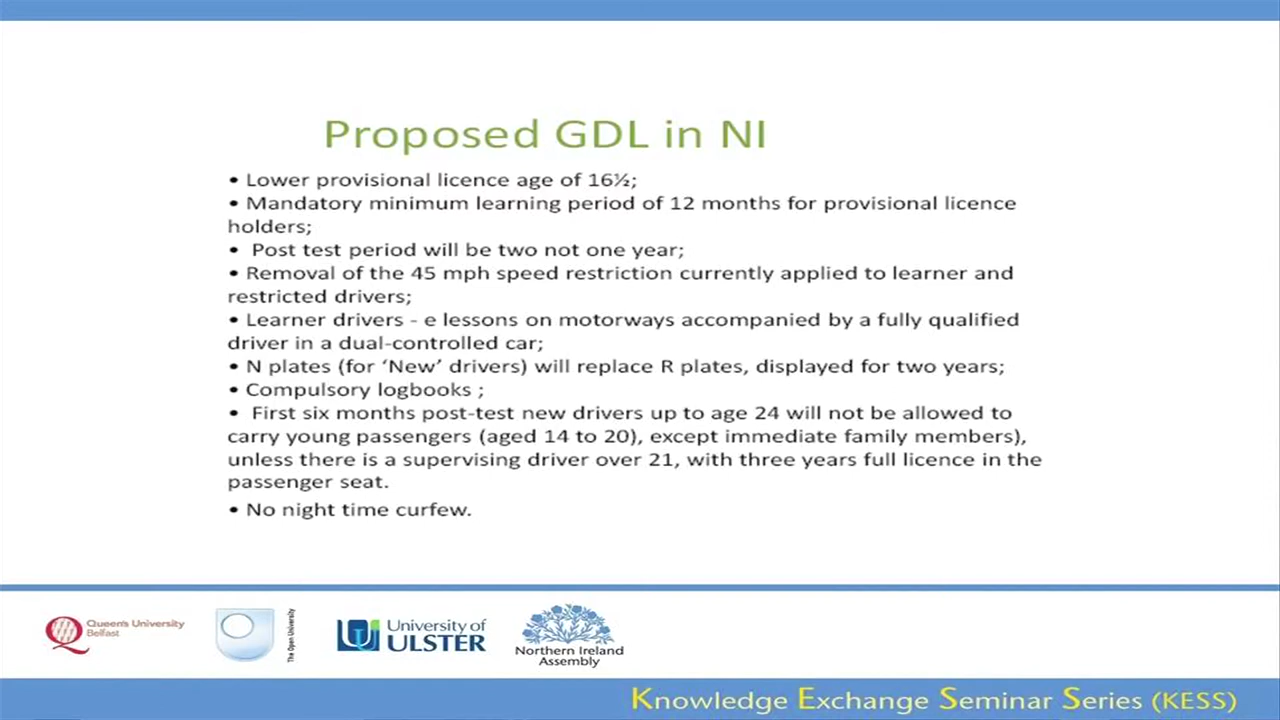 Proposed GDL in NI
• Lower provisional licence age of 16½;
• Mandatory minimum learning period of 12 months for provisional licence
holders;
• Post test period will be two not one year;
• Removal of the 45 mph speed restriction currently applied to learner and
restricted drivers;
• Learner drivers - e lessons on motorways accompanied by a fully qualified
driver in a dual-controlled car;
• N plates (for ‘New’ drivers) will replace R plates, displayed for two years;
• Compulsory logbooks ;
• First six months post-test new drivers up to age 24 will not be allowed to
carry young passengers (aged 14 to 20), except immediate family members),
unless there is a supervising driver over 21, with three years full licence in the
passenger seat.
• No night time curfew.
Queen's University
Belfast
The Open University
University of
ULSTER
Northern Ireland
Assembly
Knowledge Exchange Seminar Series (KESS)